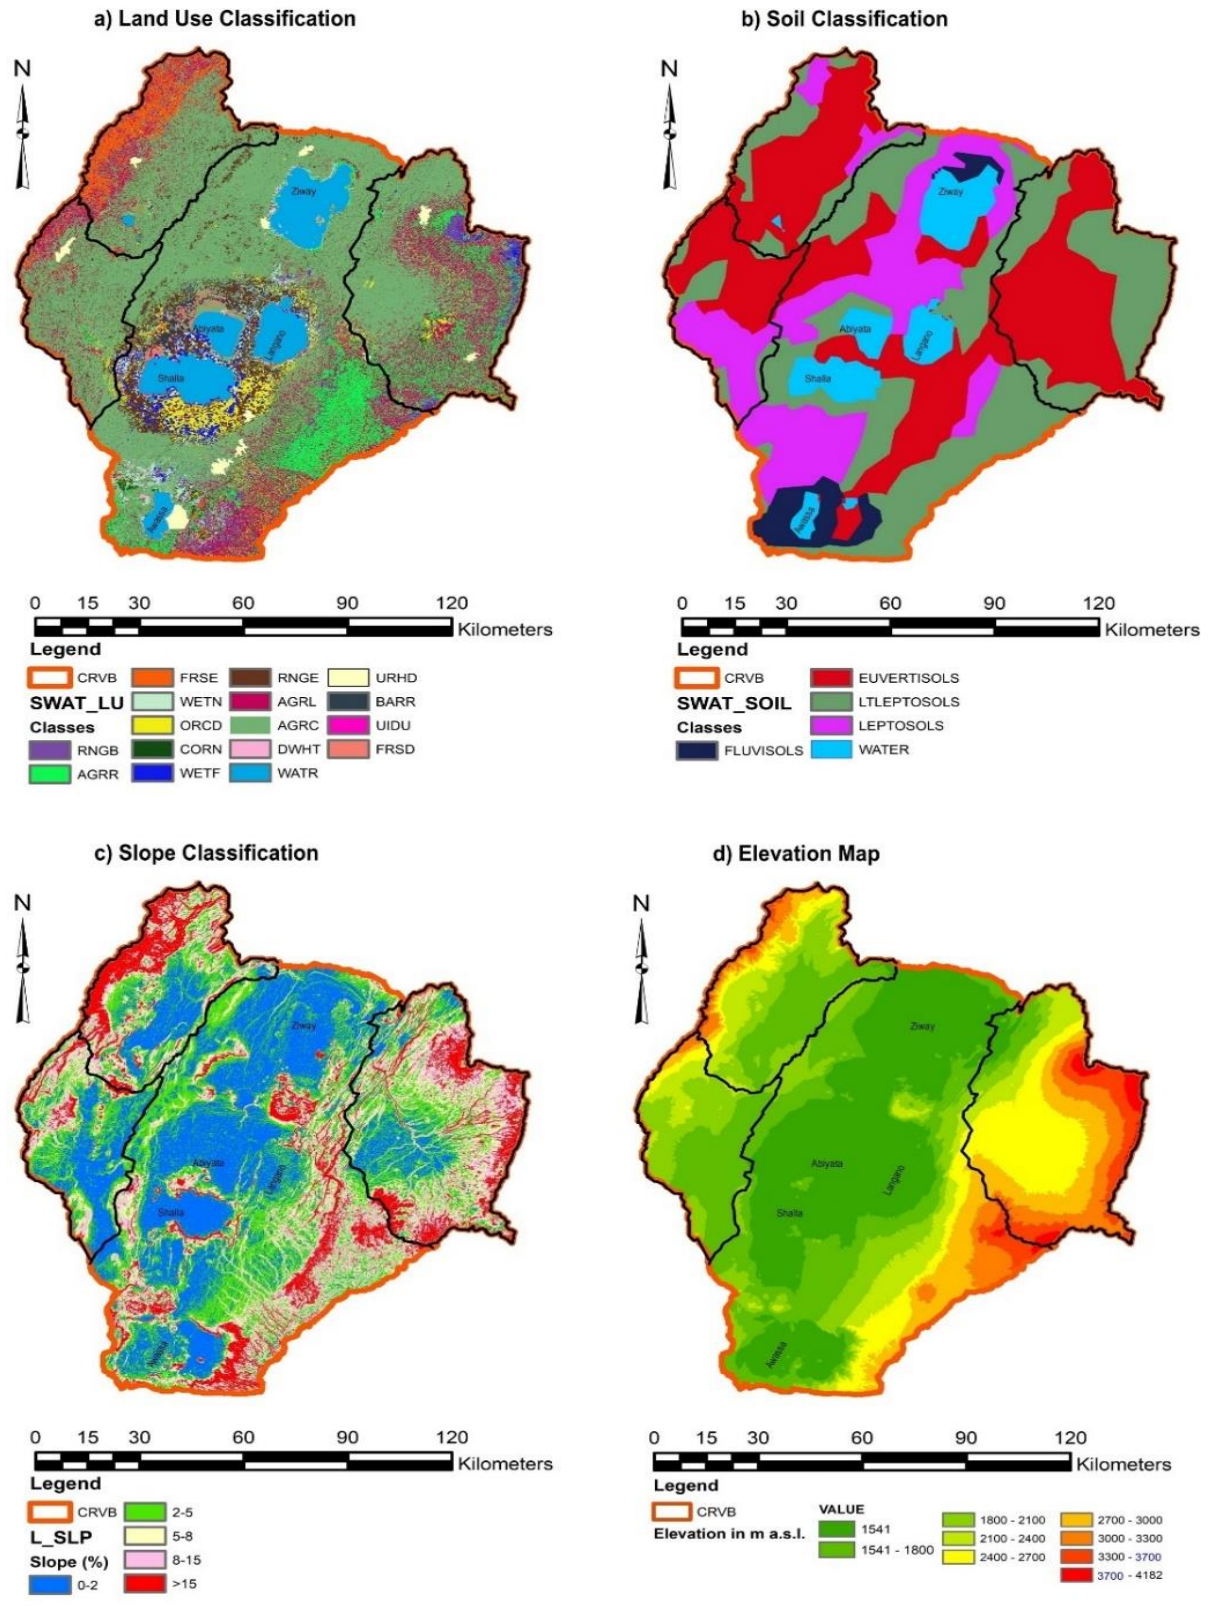 a) Land Use Classification
N
Ziway
Abiyata
Langano
Shalla
Awassa
0 15 30 60 90 120
Kilometers
Legend
CRVB
SWAT_LU
Classes
RNGB
AGRR
FRSE
WETN
ORCD
CORN
WETF
RNGE
AGRL
AGRC
DWHT
WATR
URHD
BARR
UIDU
FRSD
b) Soil Classification
N
Ziway
Abiyata
Langano
Shalla
Awassa
0 15 30 60 90 120
Kilometers
Legend
CRVB
SWAT_SOIL
Classes
FLUVISOLS
EUVERTISOLS
LTLEPTOSOLS
LEPTOSOLS
WATER
c) Slope Classification
N
Ziway
Abiyata
Langano
Shalla
Awassa
0 15 30 60 90 120
Kilometers
Legend
CRVB
L_SLP
Slope (%)
0-2
2-5
5-8
8-15
>15
d) Elevation Map
N
Ziway
Abiyata
Langano
Shalla
Awassa
0 15 30 60 90 120
Kilometers
Legend
CRVB
Elevation in m a.s.l.
VALUE
1541
1541 - 1800
1800 - 2100
2100 - 2400
2400 - 2700
2700 - 3000
3000 - 3300
3300 - 3700
3700 - 4182